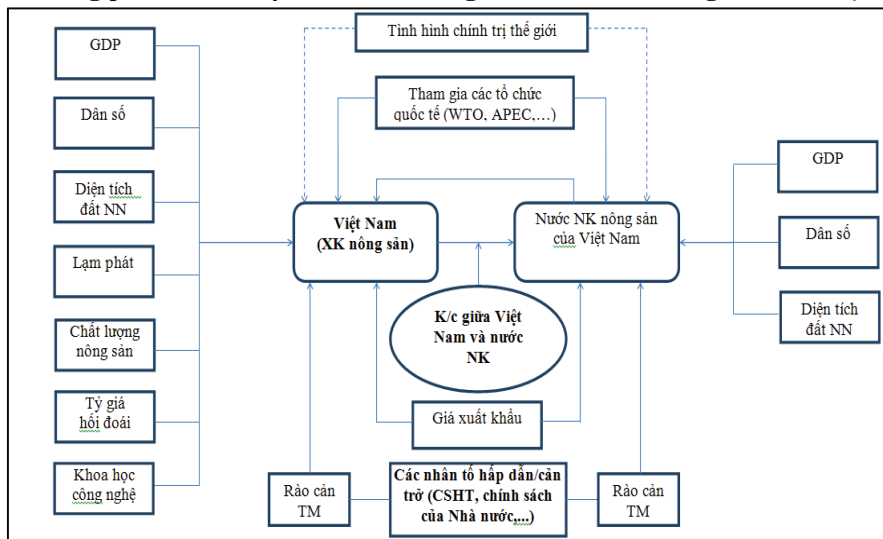 Tình hình chính trị thế giới
GDP
Tham gia các tổ chức
quốc tế (WTO, APEC,...)
Dân số
Diện tích
đất NN
Việt Nam
(XK nông sản)
Nước NK nông sản
của Việt Nam
GDP
Dân số
Diện tích
đất NN
Lạm phát
K/c giữa Việt
Nam và nước
NK
Chất lượng
nông sản
Tỷ giá
hối đoái
Giá xuất khẩu
Khoa học
công nghệ
Rào cản
TM
Các nhân tố hấp dẫn/cản
trở (CSHT, chính sách
của Nhà nước,...)
Rào cản
TM